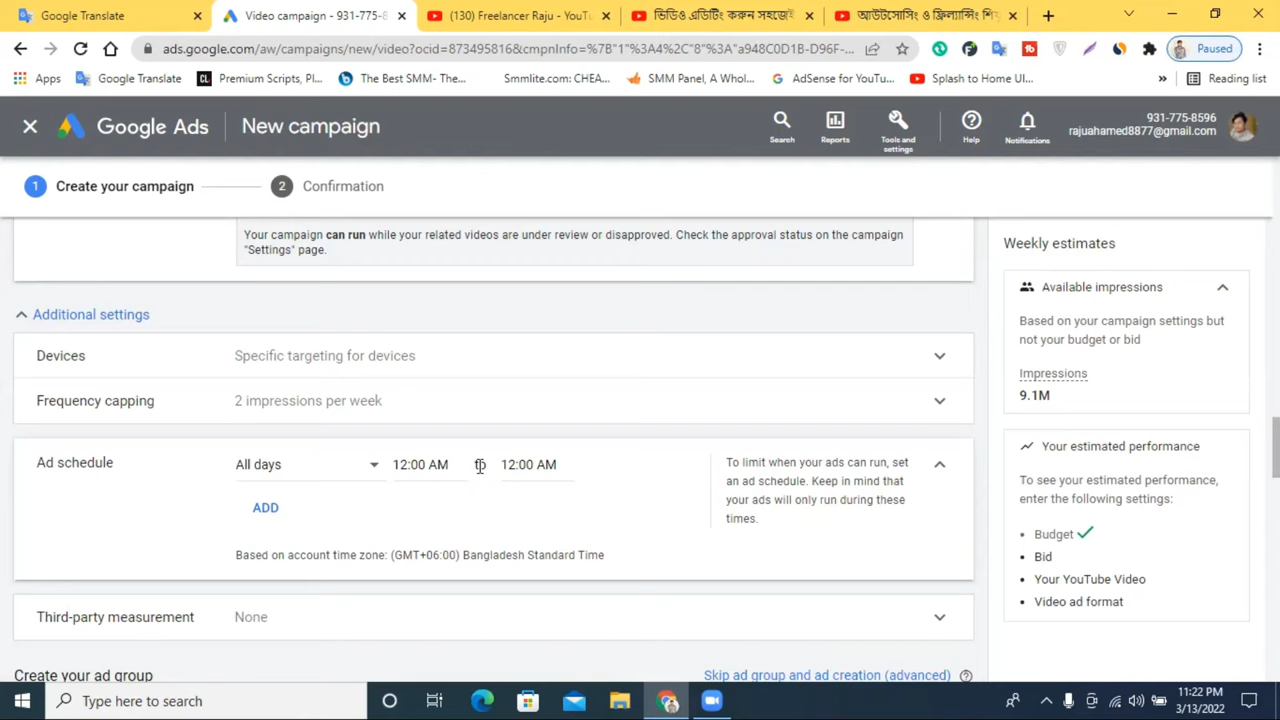 Google Translate
Video campaign - 931-775-8
(130) Freelancer Raju - YouT
ভিডিও এডিটিং করুন সহজেই
আউটসোসিং ও ফ্রিল্যান্সিং শি
ads.google.com/aw/campaigns/new/video?ocid=873495816&cmpnInfo=%7B"1"%3A4%2C"8"%3A"a948C0D1B-D96F-...
Paused
Apps
Google Translate
Premium Scripts, Pl...
The Best SMM- The...
Smmlite.com: CHEA...
SMM Panel, A Whol...
AdSense for YouTu...
Splash to Home UI...
»
Reading list
Google Ads
New campaign
Search
Reports
Tools and settings
Help
Notifications
931-775-8596
rajuahamed8877@gmail.com
1 Create your campaign
2 Confirmation
Your campaign can run while your related videos are under review or disapproved. Check the approval status on the campaign
"Settings" page.
Additional settings
Devices Specific targeting for devices
Frequency capping 2 impressions per week
Ad schedule
All days 12:00 AM to 12:00 AM
ADD
Based on account time zone: (GMT+06:00) Bangladesh Standard Time
To limit when your ads can run, set
an ad schedule. Keep in mind that
your ads will only run during these
times.
Third-party measurement None
Create your ad group
Skip ad group and ad creation (advanced)
Weekly estimates
Available impressions
Based on your campaign settings but
not your budget or bid
Impressions
9.1M
Your estimated performance
To see your estimated performance,
enter the following settings:
• Budget
• Bid
• Your YouTube Video
• Video ad format
Type here to search
11:22 PM
3/13/2022